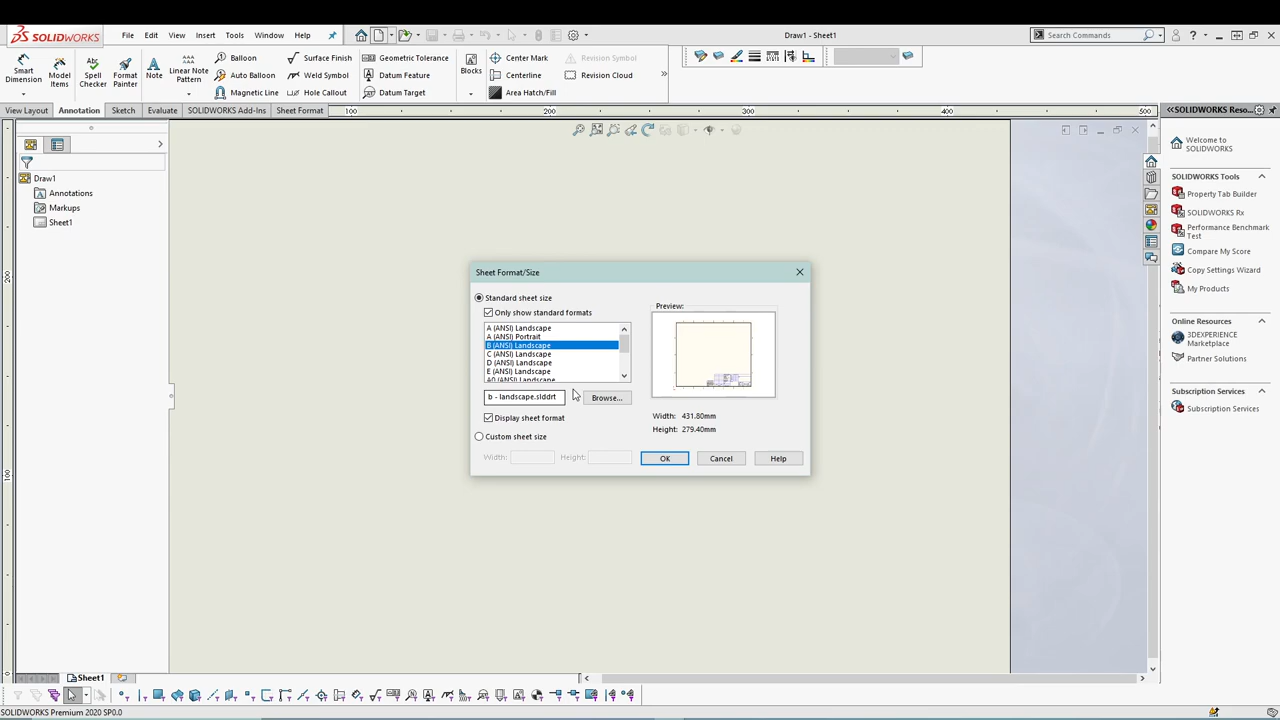 SOLIDWORKS
File
Edit
View
Insert
Tools
Window
Help
Draw1 - Sheet1
Search Commands
Smart Dimension
Model Items
Spell Checker
Format Painter
Note
Linear Note Pattern
Balloon
Auto Balloon
Magnetic Line
Surface Finish
Weld Symbol
Hole Callout
Geometric Tolerance
Datum Feature
Datum Target
Blocks
Center Mark
Centerline
Area Hatch/Fill
Revision Symbol
Revision Cloud
View Layout
Annotation
Sketch
Evaluate
SOLIDWORKS Add-Ins
Sheet Format
100
200
300
400
500
200
100
0
Draw1
Annotations
Markups
Sheet1
Sheet Format/Size
Standard sheet size
Only show standard formats
A (ANSI) Landscape
A (ANSI) Portrait
B (ANSI) Landscape
C (ANSI) Landscape
D (ANSI) Landscape
E (ANSI) Landscape
A0 (ANSI) Landscape
b - landscape.slddrt
Browse...
Display sheet format
Custom sheet size
Width:
Height:
Preview:
Width: 431.80mm
Height: 279.40mm
OK
Cancel
Help
SOLIDWORKS Reso...
Welcome to
SOLIDWORKS
SOLIDWORKS Tools
Property Tab Builder
SOLIDWORKS Rx
Performance Benchmark
Test
Compare My Score
Copy Settings Wizard
My Products
Online Resources
3DEXPERIENCE
Marketplace
Partner Solutions
Subscription Services
Subscription Services
Sheet1
SOLIDWORKS Premium 2020 SP0.0